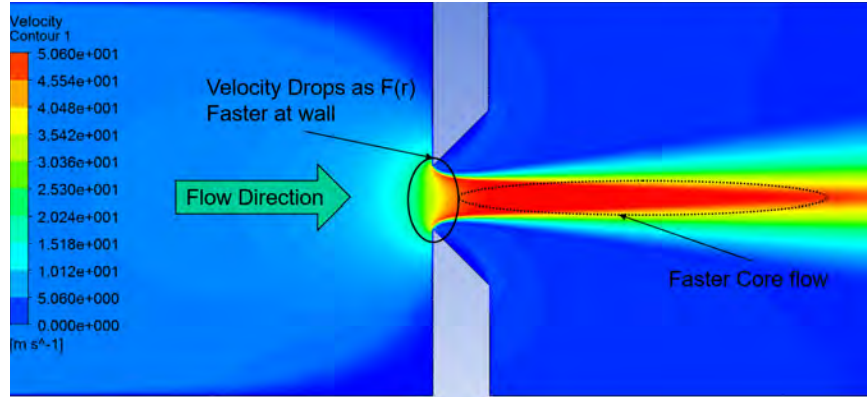 Velocity
Contour 1
5.060e+001
4.554e+001
4.048e+001
3.542e+001
3.036e+001
2.530e+001
2.024e+001
1.518e+001
1.012e+001
5.060e+000
0.000e+000
[m s^-1]
Velocity Drops as F(r)
Faster at wall
Flow Direction
Faster Core flow